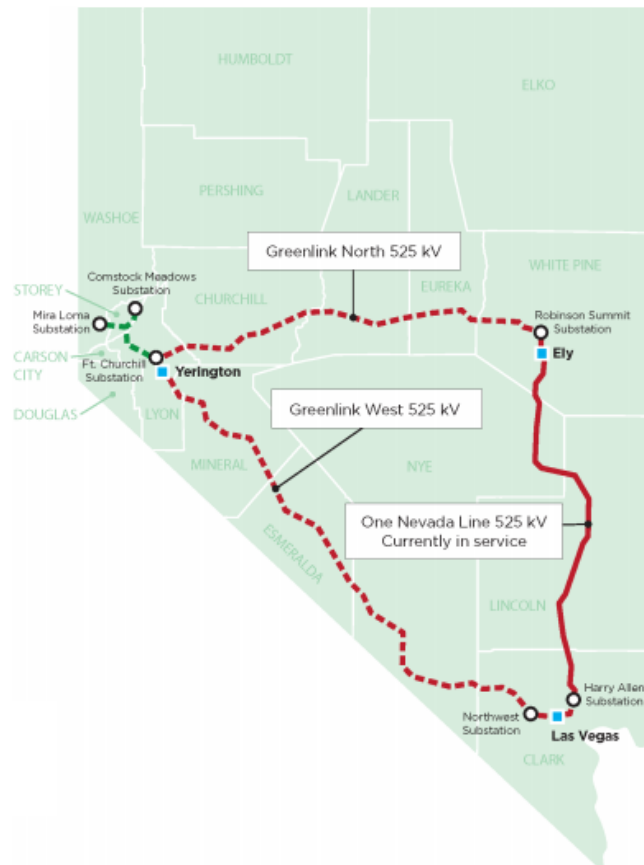 HUMBOLDT
ELKO
PERSHING
LANDER
WASHOE
Greenlink North 525 kV
WHITE PINE
Comstock Meadows
Substation
EUREKA
STOREY
CHURCHILL
Mira Loma
Substation
Robinson Summit
Substation
CARSON
CITY
Ft. Churchill
Substation
Ely
Yerington
DOUGLAS
LYON
Greenlink West 525 kV
MINERAL
NYE
One Nevada Line 525 kV
Currently in service
ESMERALDA
LINCOLN
Harry Allen
Substation
Northwest
Substation
Las Vegas
CLARK